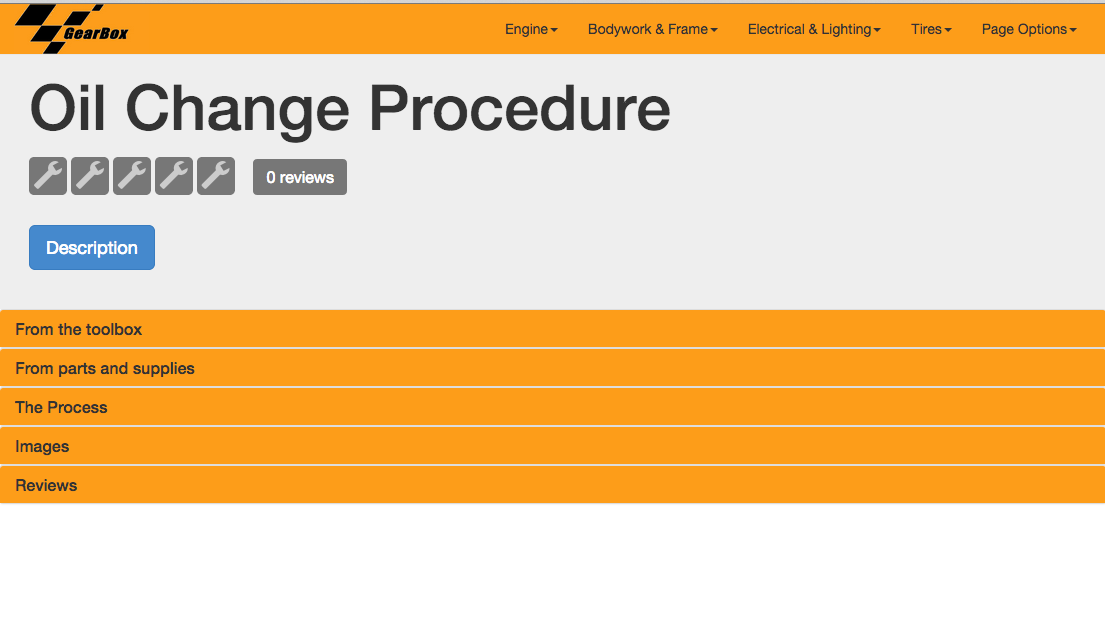 GearBox
Engine Bodywork & Frame Electrical & Lighting Tires Page Options
Oil Change Procedure
0 reviews
Description
From the toolbox
From parts and supplies
The Process
Images
Reviews